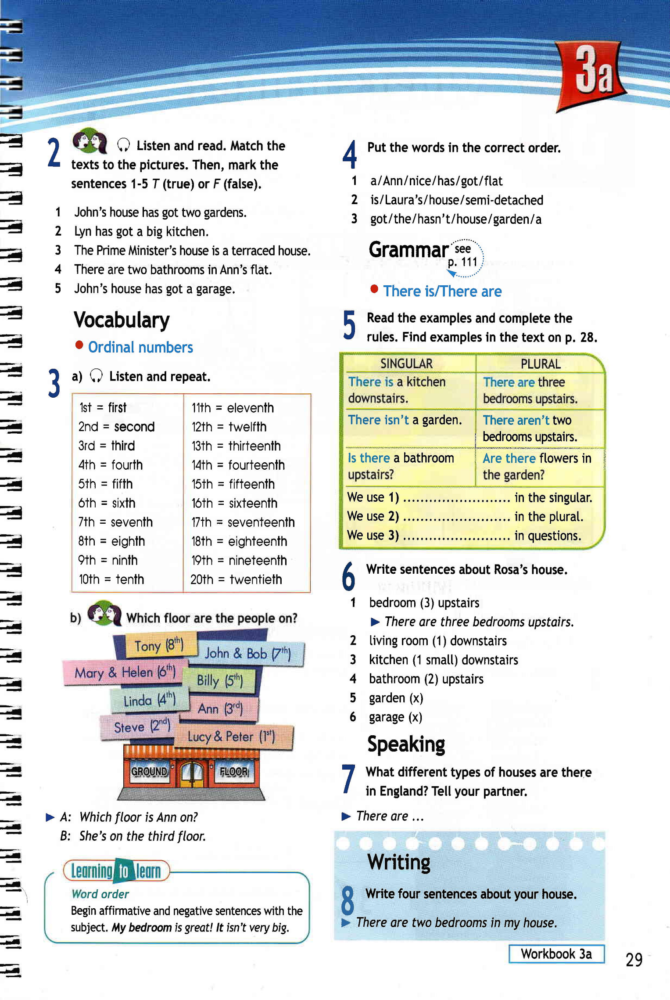 3a
2 Listen and read. Match the
texts to the pictures. Then, mark the
sentences 1-5 T (true) or F (false).
1 John's house has got two gardens.
2 Lyn has got a big kitchen.
3 The Prime Minister's house is a terraced house.
4 There are two bathrooms in Ann's flat.
5 John's house has got a garage.
Vocabulary
• Ordinal numbers
3 a) Listen and repeat.
1st = first
2nd = second
3rd = third
4th = fourth
5th = fifth
6th = sixth
7th = seventh
8th = eighth
9th = ninth
10th = tenth
11th = eleventh
12th = twelfth
13th = thirteenth
14th = fourteenth
15th = fifteenth
16th = sixteenth
17th = seventeenth
18th = eighteenth
19th = nineteenth
20th = twentieth
b) Which floor are the people on?
Tony (8th)
John & Bob (7th)
Mary & Helen (6th)
Billy (5th)
Linda (4th)
Ann (3rd)
Steve (2nd)
Lucy & Peter (1st)
GROUND FLOOR
► A: Which floor is Ann on?
B: She's on the third floor.
Learning to learn
Word order
Begin affirmative and negative sentences with the
subject. My bedroom is great! It isn't very big.
4 Put the words in the correct order.
1 a/Ann/nice/has/got/flat
2 is/Laura's/house/semi-detached
3 got/the/hasn't/house/garden/a
Grammar see
p. 111
• There is/There are
5 Read the examples and complete the
rules. Find examples in the text on p. 28.
SINGULAR PLURAL
There is a kitchen
downstairs.
There are three
bedrooms upstairs.
There isn't a garden.
There aren't two
bedrooms upstairs.
Is there a bathroom
upstairs?
Are there flowers in
the garden?
We use 1) ......................... in the singular.
We use 2) ......................... in the plural.
We use 3) ......................... in questions.
6 Write sentences about Rosa's house.
1 bedroom (3) upstairs
► There are three bedrooms upstairs.
2 living room (1) downstairs
3 kitchen (1 small) downstairs
4 bathroom (2) upstairs
5 garden (x)
6 garage (x)
Speaking
7 What different types of houses are there
in England? Tell your partner.
► There are ...
Writing
8 Write four sentences about your house.
► There are two bedrooms in my house.
Workbook 3a
29